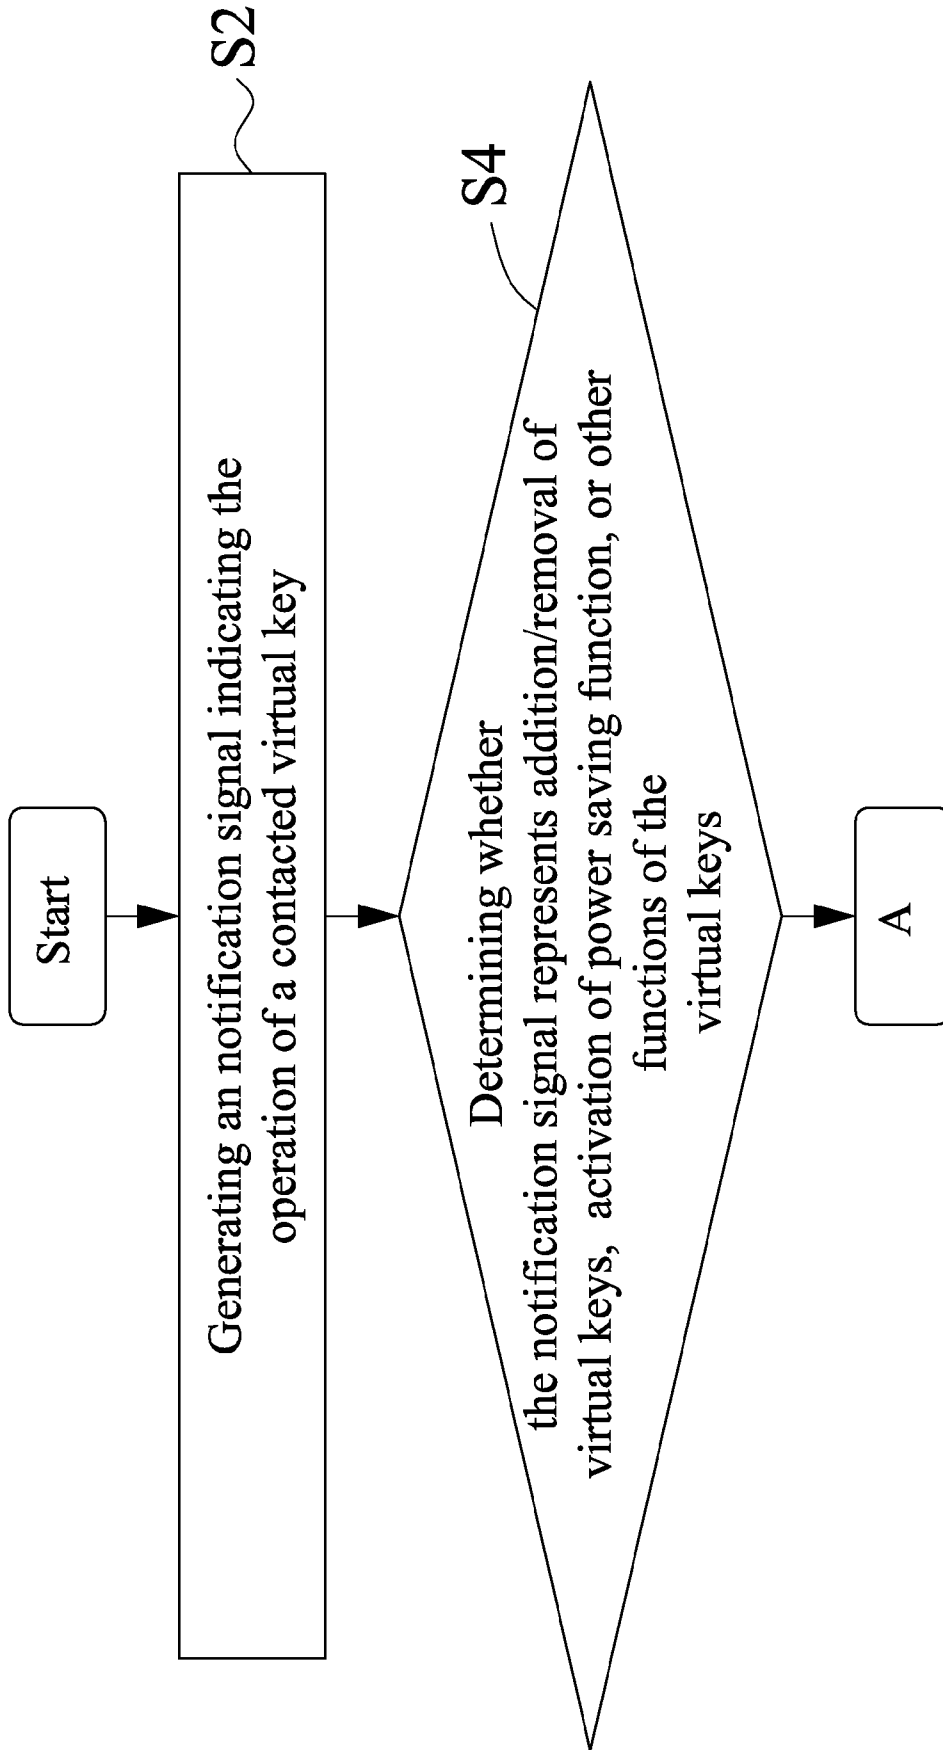 Start
Generating an notification signal indicating the
operation of a contacted virtual key
S2
Determining whether
the notification signal represents addition/removal of
virtual keys, activation of power saving function, or other
functions of the
virtual keys
S4
A